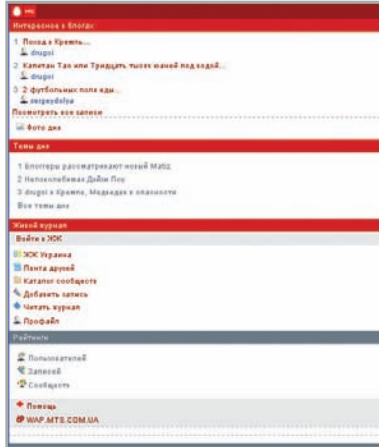 Интересное в блогах
1 Поход в Кремль...
drugoi
2 Капитан Тао или Тридцать тысяч юаней под водой...
drugoi
3 2 футбольных поля еды...
sergeydolya
Посмотреть все записи
Фото дня
Темы дня
1 Блоггеры рассматривают новый Matiz
2 Непоколебимая Дэйзи Лоу
3 drugoi в Кремле, Медведев в опасности
Все темы дня
Живой журнал
Войти в ЖЖ
ЖЖ Украина
Лента друзей
Каталог сообществ
Добавить запись
Читать журнал
Профайл
Рейтинги
Пользователей
Записей
Сообществ
Помощь
WAP.MTS.COM.UA